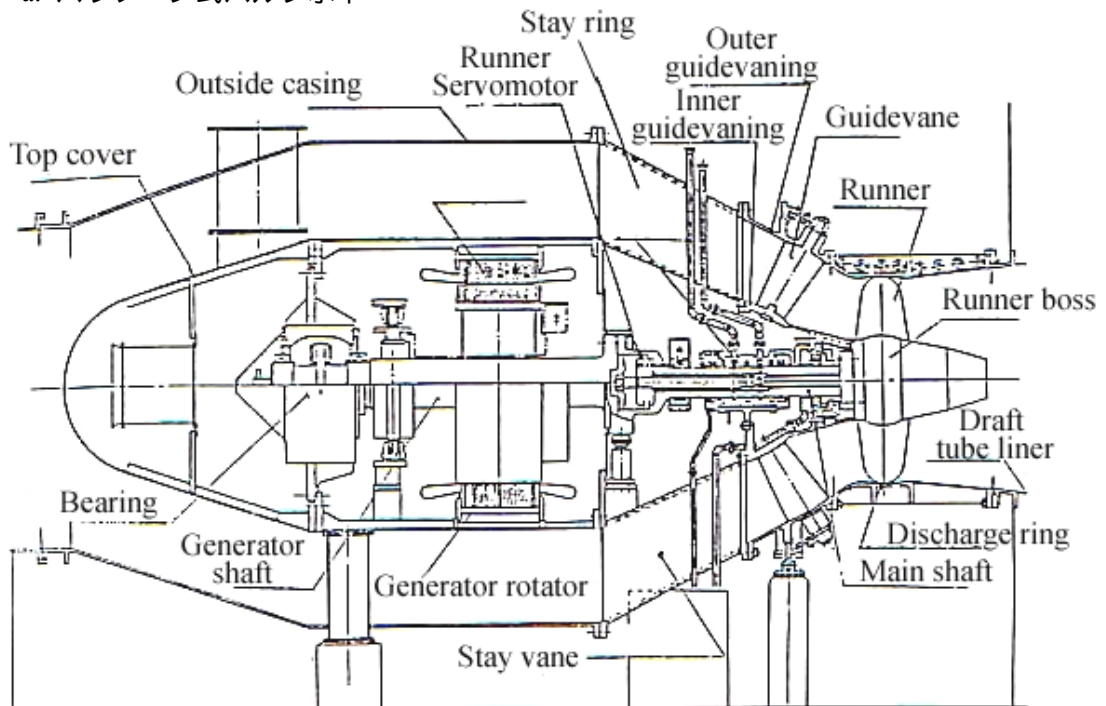 Stay ring
Runner
Servomotor
Outer
guidevaning
Outside casing
Inner
guidevaning
Guidevane
Top cover
Runner
Runner boss
Draft
tube liner
Bearing
Generator
shaft
Generator rotator
Discharge ring
Main shaft
Stay vane